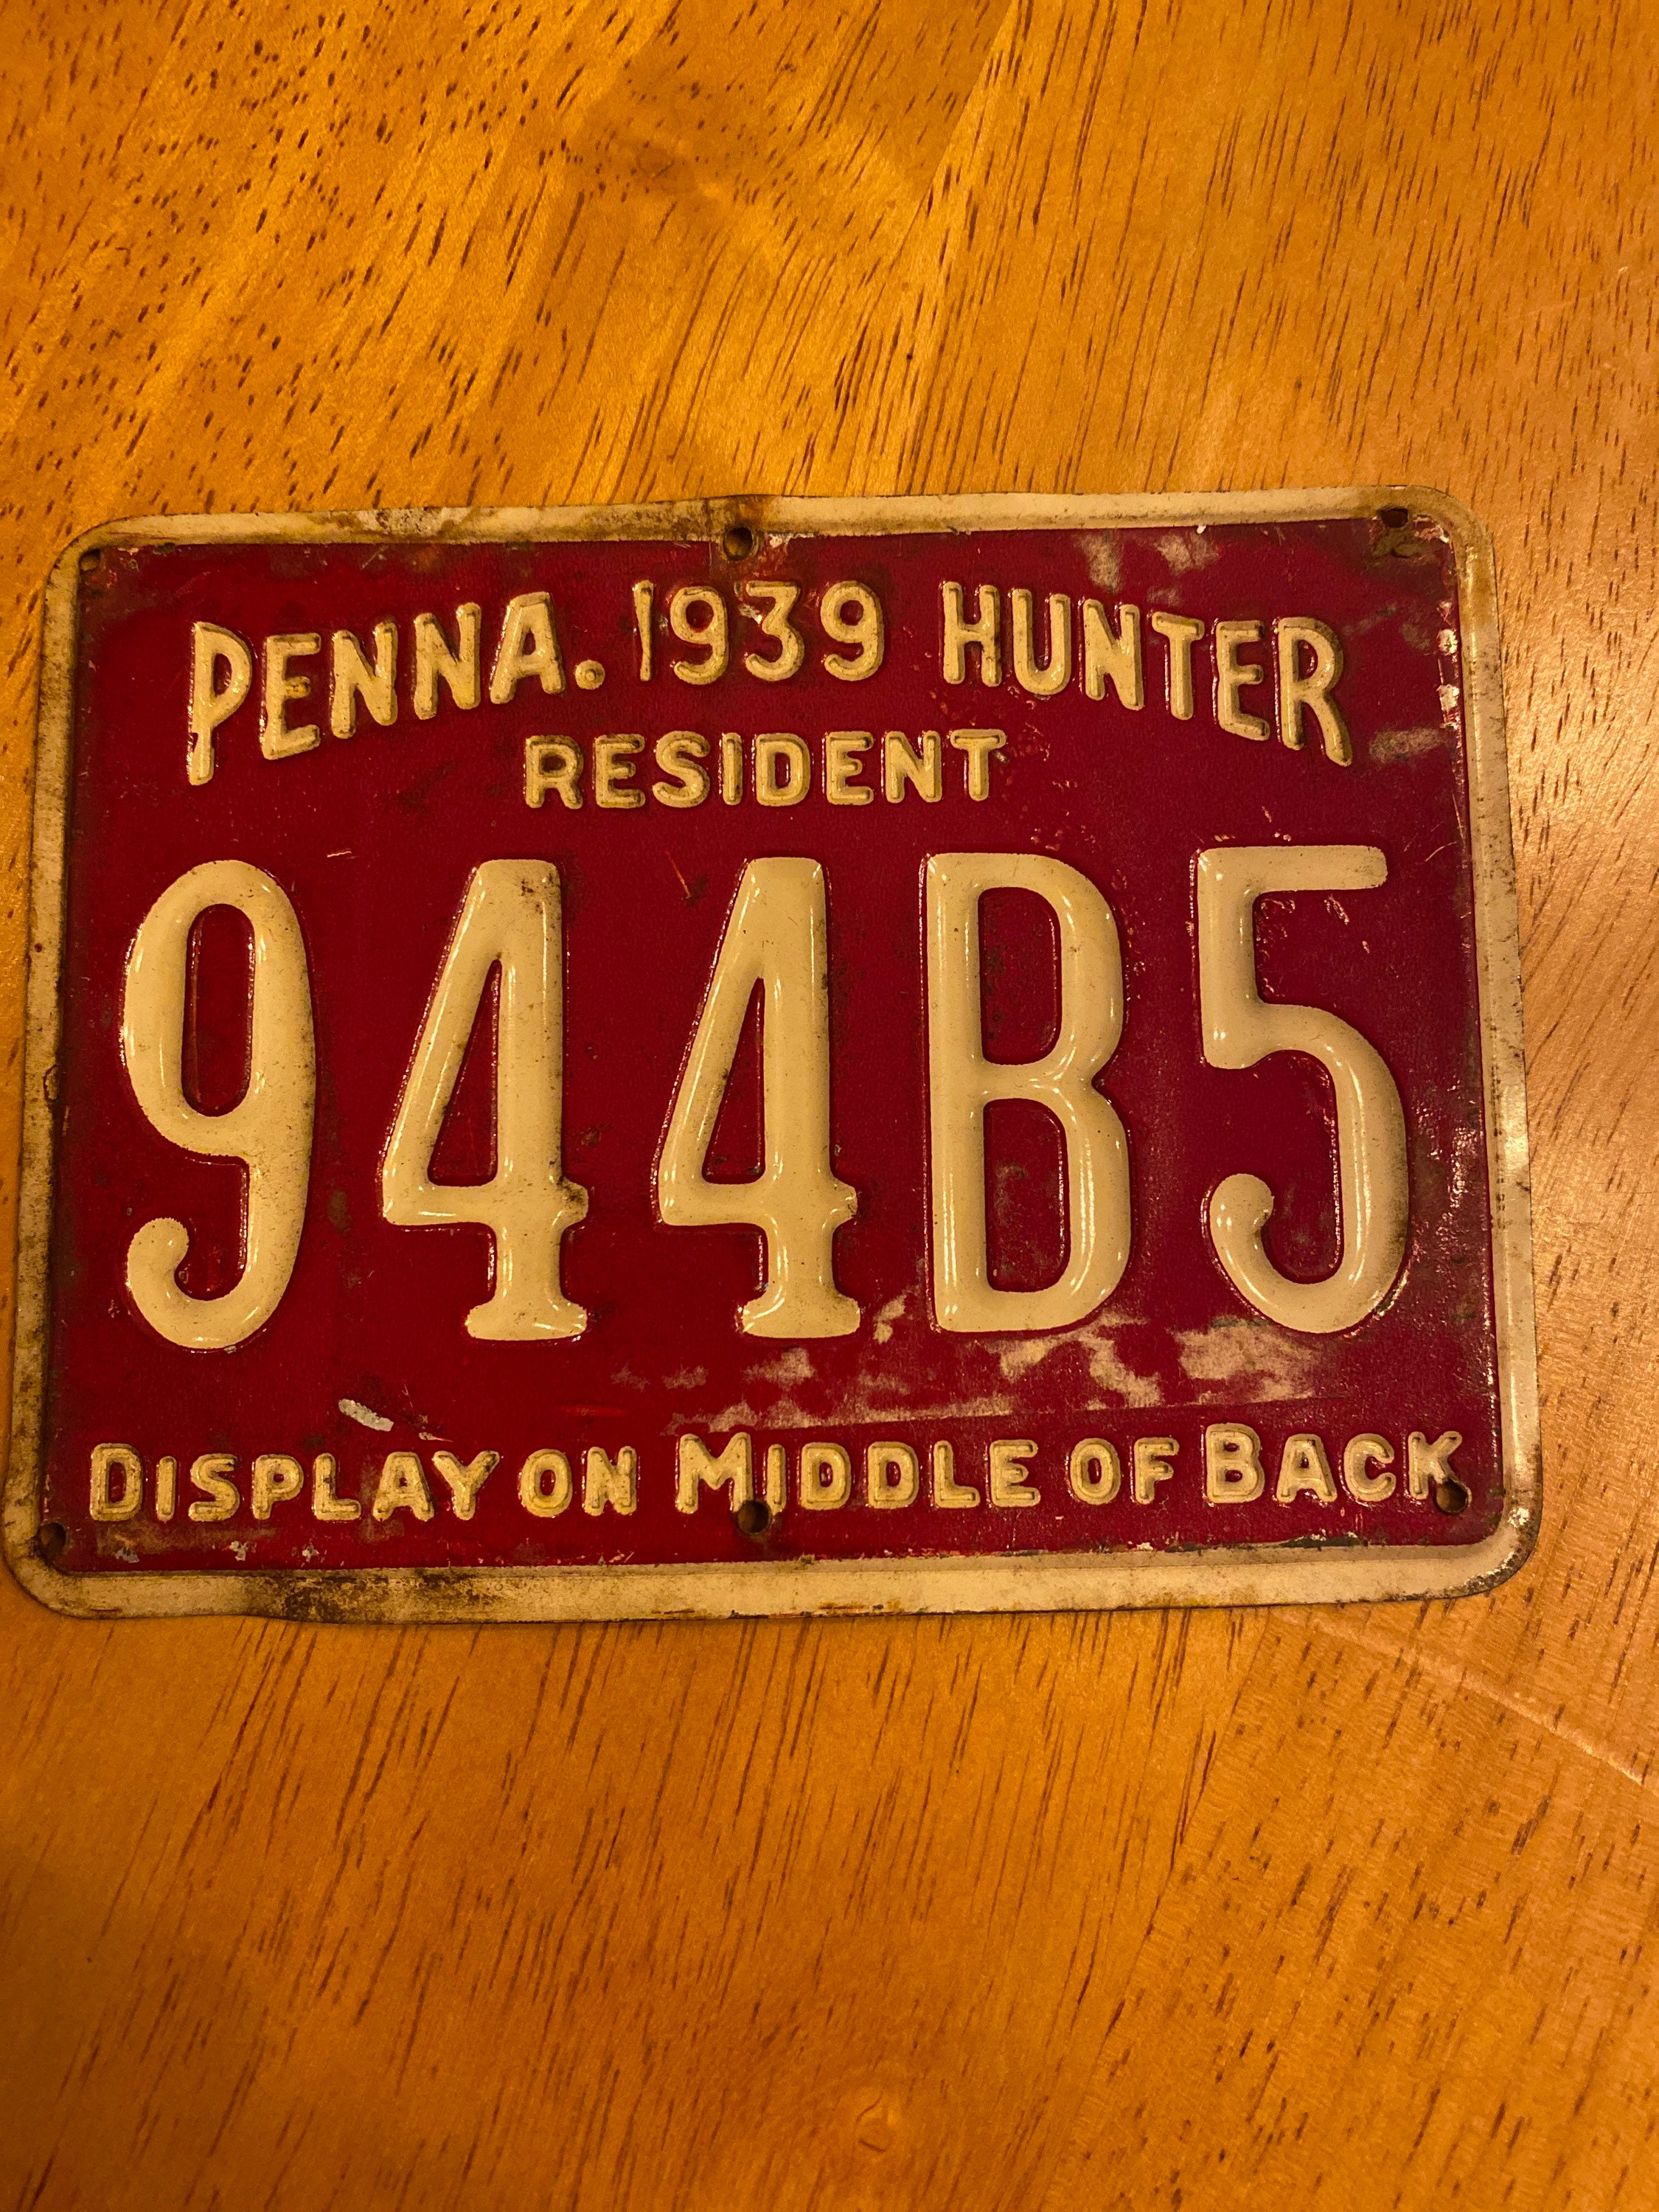 PENNA. 1939 HUNTER
RESIDENT
944B5
DISPLAY ON MIDDLE OF BACK